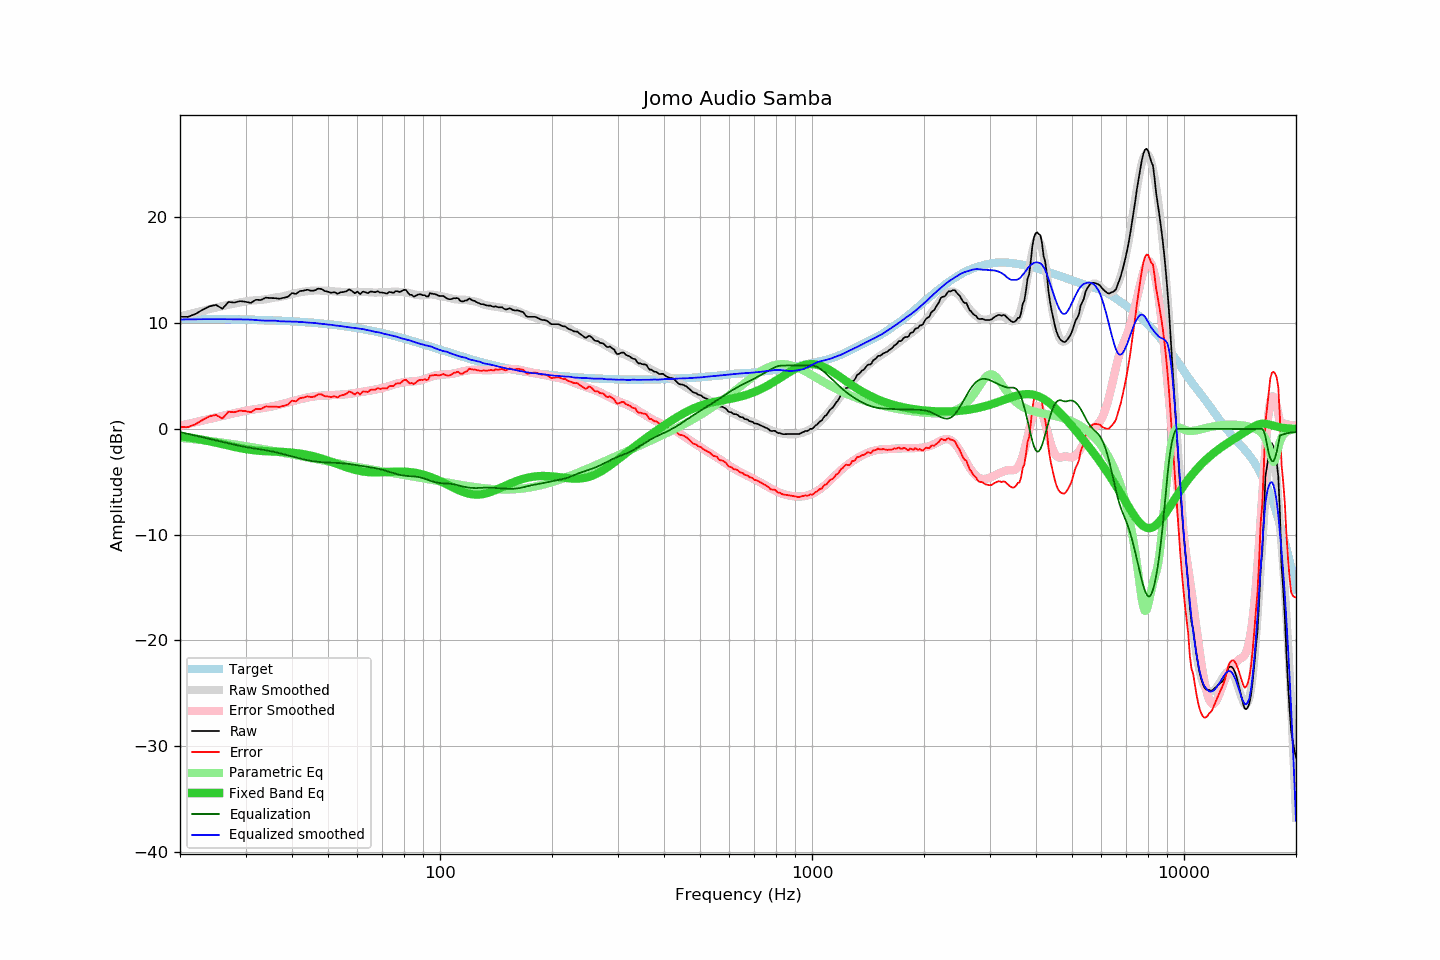 Jomo Audio Samba
Amplitude (dBr)
20
10
0
−10
−20
−30
−40
Target
Raw Smoothed
Error Smoothed
Raw
Error
Parametric Eq
Fixed Band Eq
Equalization
Equalized smoothed
100
1000
10000
Frequency (Hz)